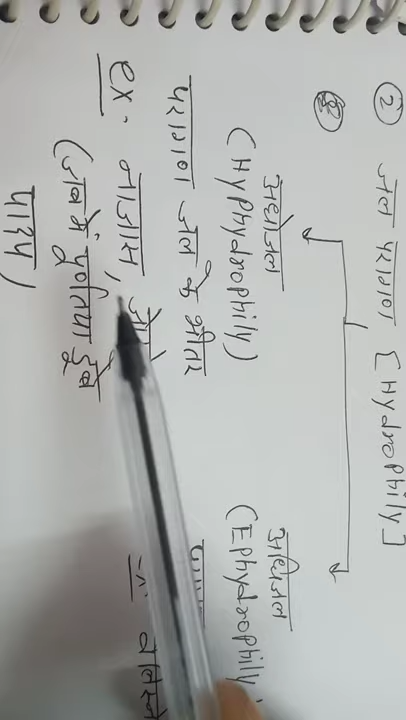 ② जल परागण [Hydrophily]
अधोजल
(Hyphydrophily)
परागण जल के भीतर
ex. नाजास,
(जल में पूर्णतया डूबे
पादप)
अधिजल
(Ephydrophily)